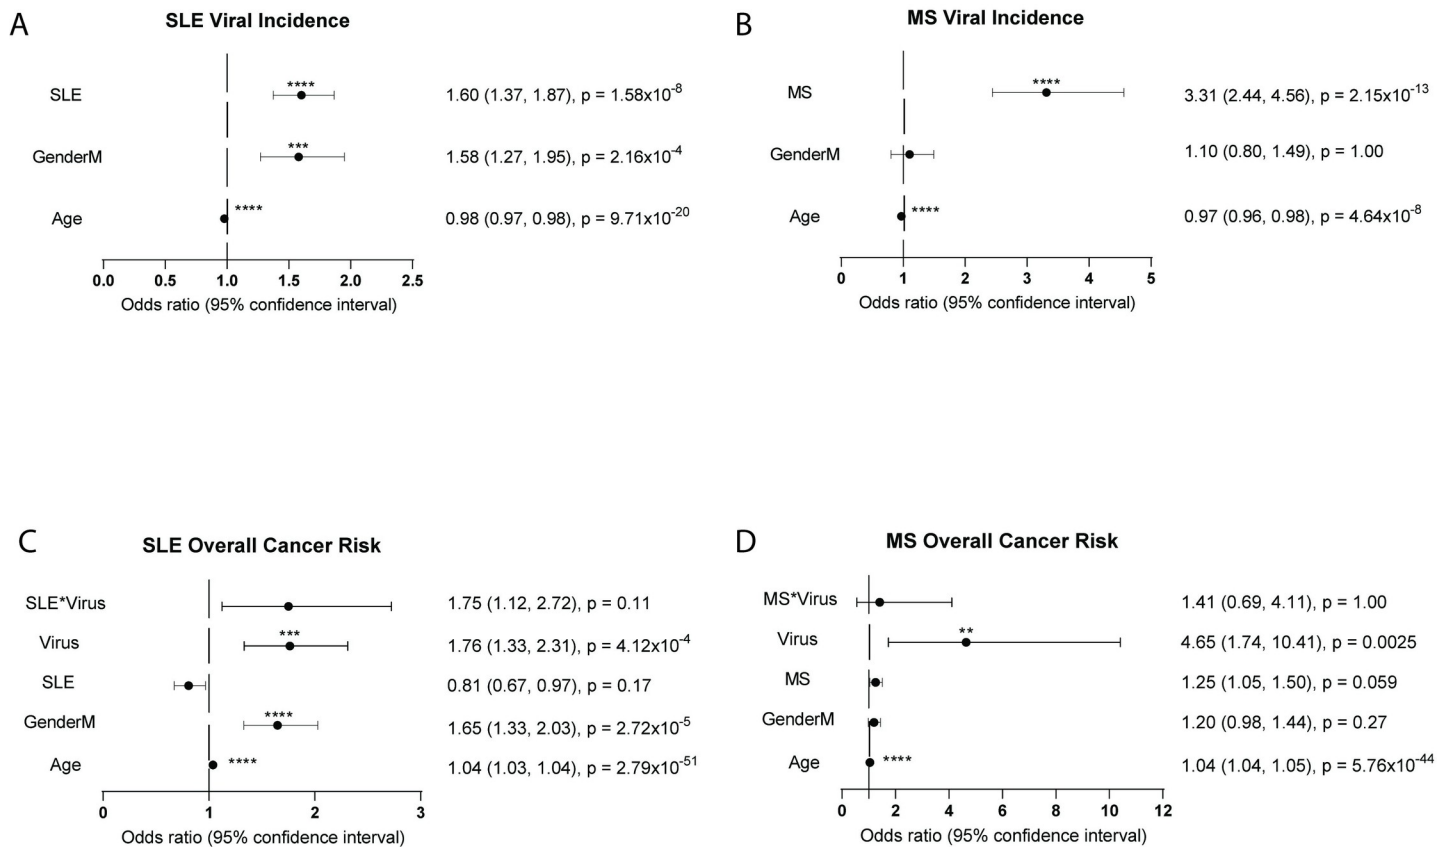 A
SLE Viral Incidence
SLE
****
1.60 (1.37, 1.87), p = 1.58x10-8
GenderM
***
1.58 (1.27, 1.95), p = 2.16x10-4
Age
****
0.98 (0.97, 0.98), p = 9.71x10-20
0.0 0.5 1.0 1.5 2.0 2.5
Odds ratio (95% confidence interval)
B
MS Viral Incidence
MS
****
3.31 (2.44, 4.56), p = 2.15x10-13
GenderM
1.10 (0.80, 1.49), p = 1.00
Age
****
0.97 (0.96, 0.98), p = 4.64x10-8
0 1 2 3 4 5
Odds ratio (95% confidence interval)
C
SLE Overall Cancer Risk
SLE*Virus
1.75 (1.12, 2.72), p = 0.11
Virus
***
1.76 (1.33, 2.31), p = 4.12x10-4
SLE
0.81 (0.67, 0.97), p = 0.17
GenderM
****
1.65 (1.33, 2.03), p = 2.72x10-5
Age
****
1.04 (1.03, 1.04), p = 2.79x10-51
0 1 2 3
Odds ratio (95% confidence interval)
D
MS Overall Cancer Risk
MS*Virus
1.41 (0.69, 4.11), p = 1.00
Virus
**
4.65 (1.74, 10.41), p = 0.0025
MS
1.25 (1.05, 1.50), p = 0.059
GenderM
1.20 (0.98, 1.44), p = 0.27
Age
****
1.04 (1.04, 1.05), p = 5.76x10-44
0 2 4 6 8 10 12
Odds ratio (95% confidence interval)